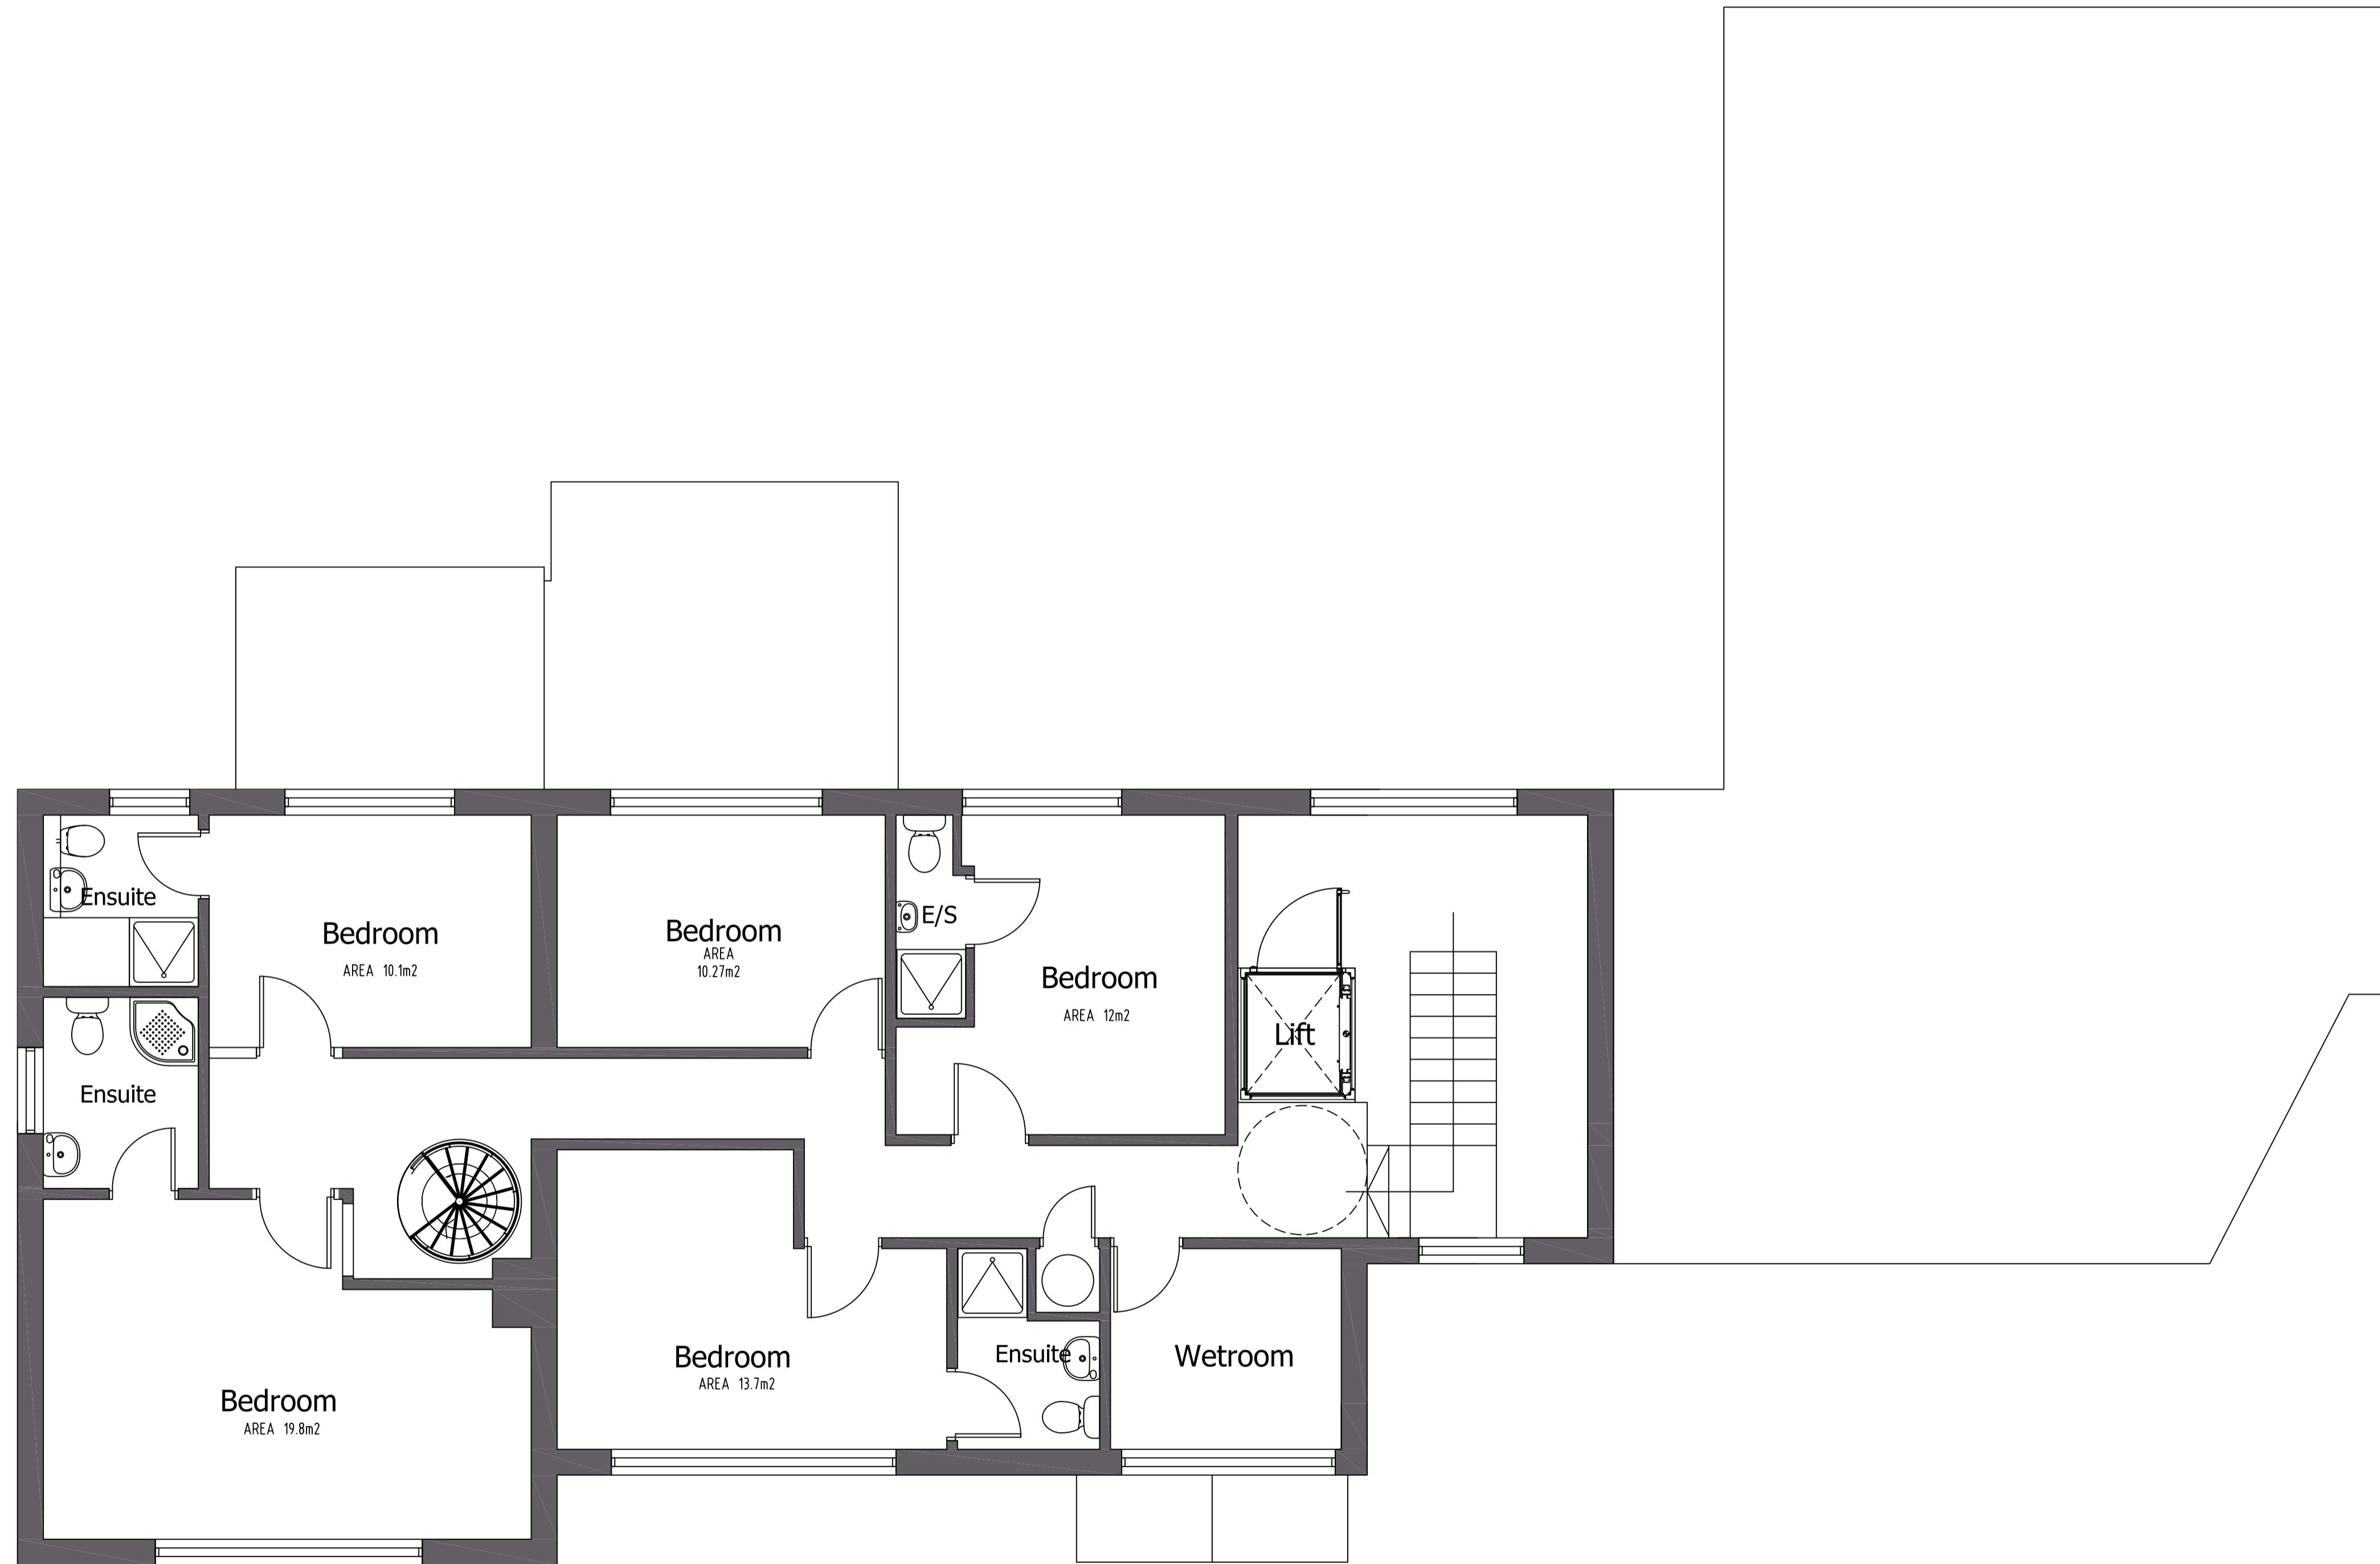 Ensuite
Bedroom
AREA 10.1m2
Bedroom
AREA
10.27m2
E/S
Bedroom
AREA 12m2
Lift
Ensuite
Bedroom
AREA 19.8m2
Bedroom
AREA 13.7m2
Ensuite
Wetroom